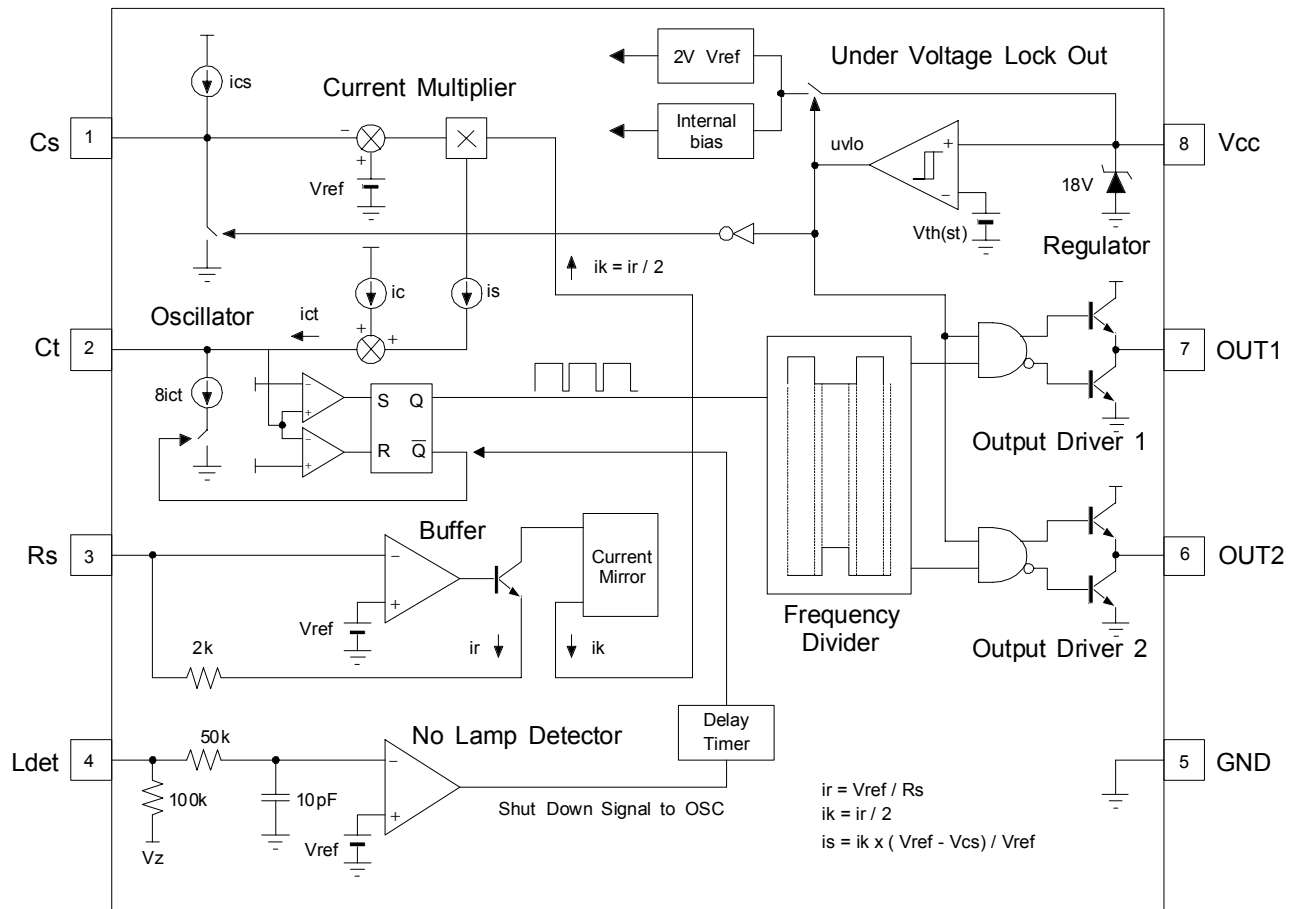 2V Vref
Under Voltage Lock Out
ics
Current Multiplier
Internal
bias
Cs
1
−
+
Vref
uvlo
+
−
8
Vcc
18V
Vth(st)
Regulator
ik = ir / 2
ic
is
Oscillator
ict
+
+
Ct
2
7
OUT1
8ict
−
+
−
+
S Q
R Q̅
Output Driver 1
Buffer
Rs
3
−
+
Vref
Current
Mirror
6
OUT2
Frequency
Divider
2k
ir
ik
Output Driver 2
No Lamp Detector
Delay
Timer
Ldet
4
50k
−
+
5
GND
100k
10pF
Vz
Vref
Shut Down Signal to OSC
ir = Vref / Rs
ik = ir / 2
is = ik x ( Vref - Vcs) / Vref